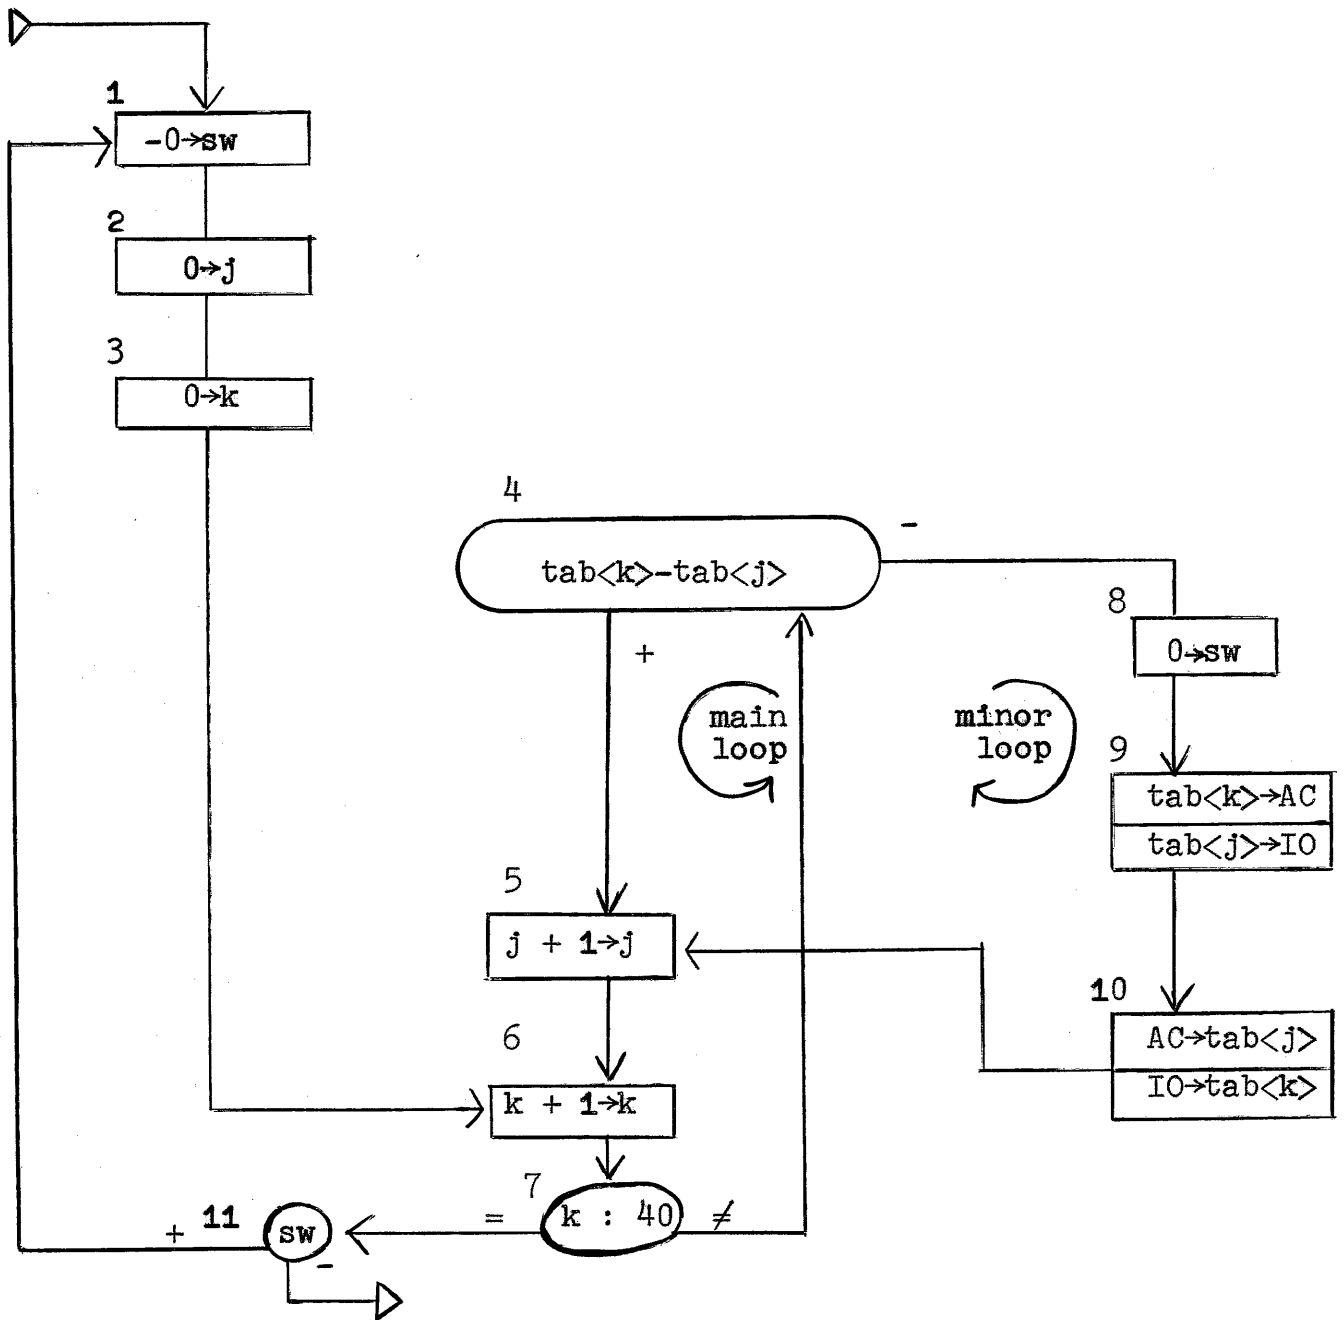 1
-0→sw
2
0→j
3
0→k
4
-
tab<k>-tab<j>
+
8
0→sw
main
loop
minor
loop
9
tab<k>→AC
tab<j>→IO
5
j + 1→j
10
AC→tab<j>
IO→tab<k>
6
k + 1→k
7
k : 40
=
≠
11
+
sw
-